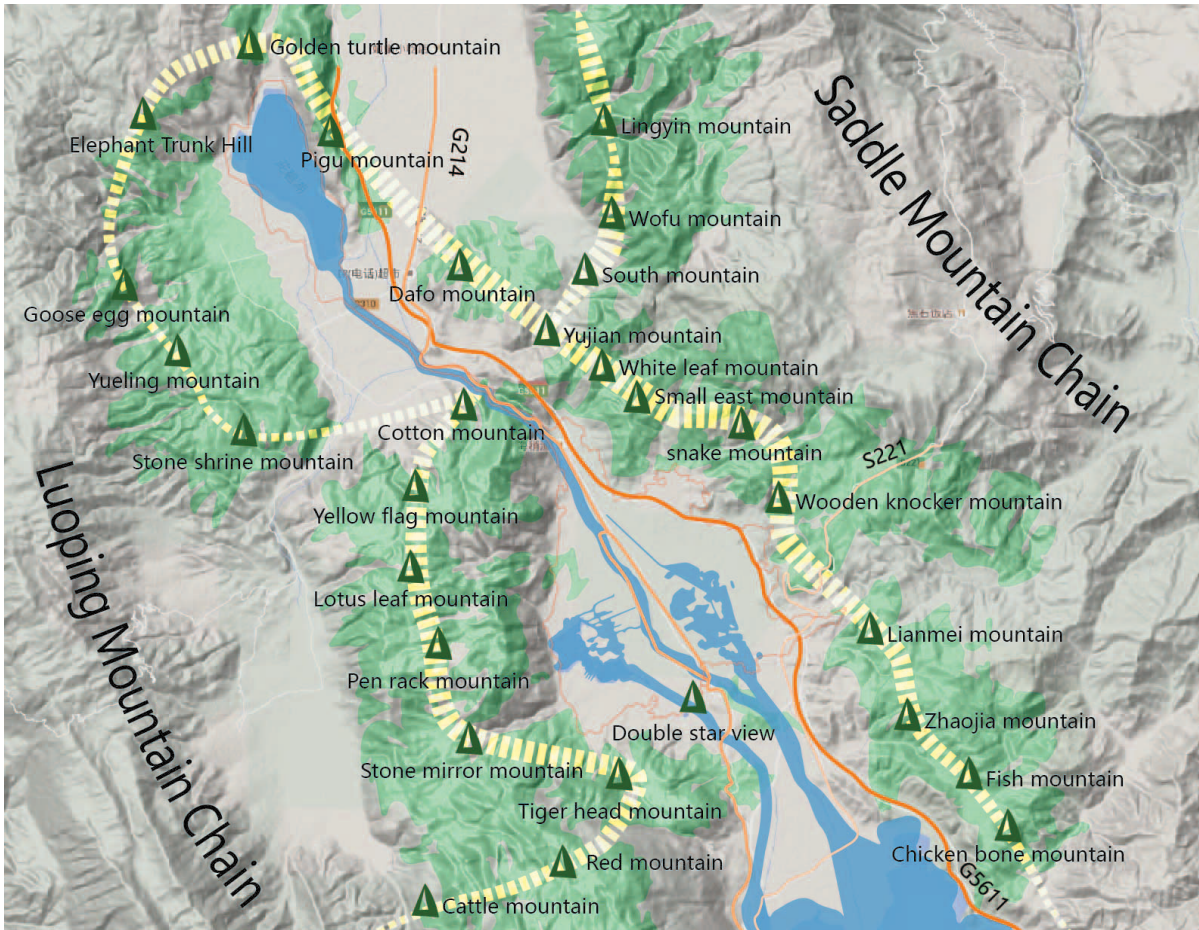 Golden turtle mountain
Lingyin mountain
Elephant Trunk Hill
Pigu mountain
G214
Saddle Mountain Chain
Wofu mountain
South mountain
Dafo mountain
Goose egg mountain
Yujian mountain
White leaf mountain
Yueling mountain
Small east mountain
Cotton mountain
snake mountain
Stone shrine mountain
S221
Wooden knocker mountain
Yellow flag mountain
Luoping Mountain Chain
Lotus leaf mountain
Lianmei mountain
Pen rack mountain
Zhaojia mountain
Double star view
Stone mirror mountain
Fish mountain
Tiger head mountain
Chicken bone mountain
Red mountain
G5611
Cattle mountain